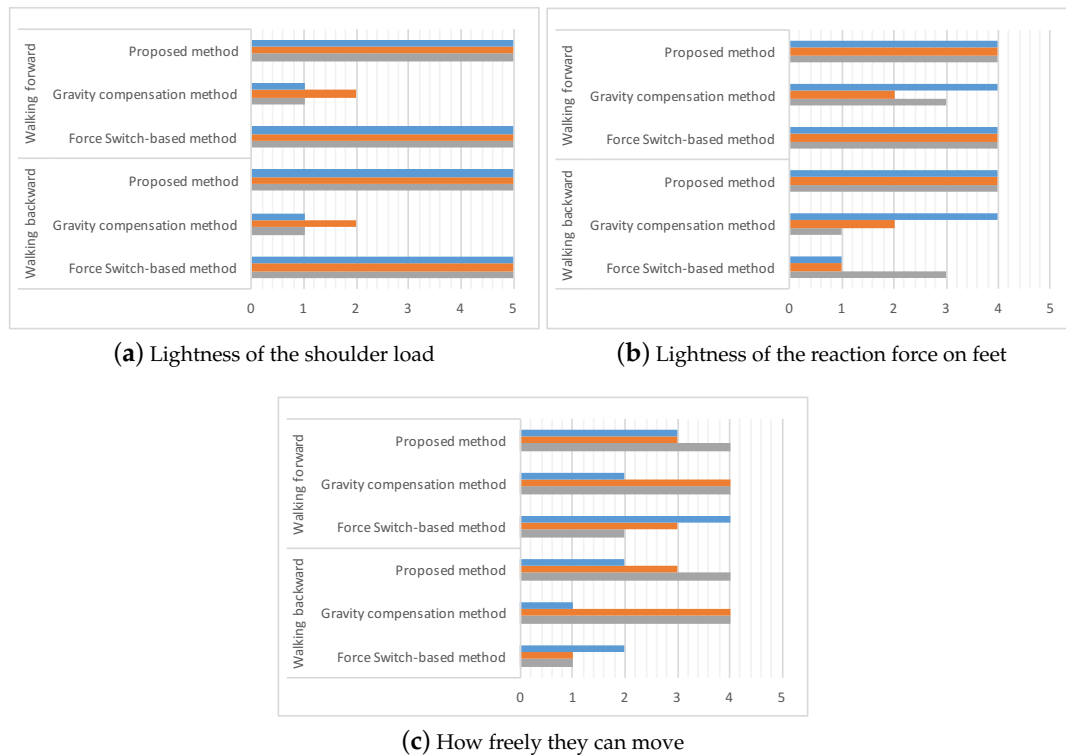 Walking forward
Proposed method
Gravity compensation method
Force Switch-based method
Walking backward
Proposed method
Gravity compensation method
Force Switch-based method
0 1 2 3 4 5
(a) Lightness of the shoulder load
Walking forward
Proposed method
Gravity compensation method
Force Switch-based method
Walking backward
Proposed method
Gravity compensation method
Force Switch-based method
0 1 2 3 4 5
(b) Lightness of the reaction force on feet
Walking forward
Proposed method
Gravity compensation method
Force Switch-based method
Walking backward
Proposed method
Gravity compensation method
Force Switch-based method
0 1 2 3 4 5
(c) How freely they can move